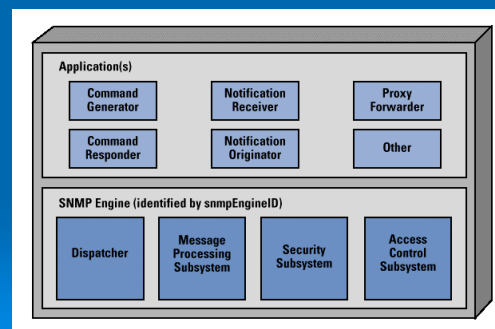 Application(s)
Command
Generator
Notification
Receiver
Proxy
Forwarder
Command
Responder
Notification
Originator
Other
SNMP Engine (identified by snmpEngineID)
Dispatcher
Message
Processing
Subsystem
Security
Subsystem
Access
Control
Subsystem